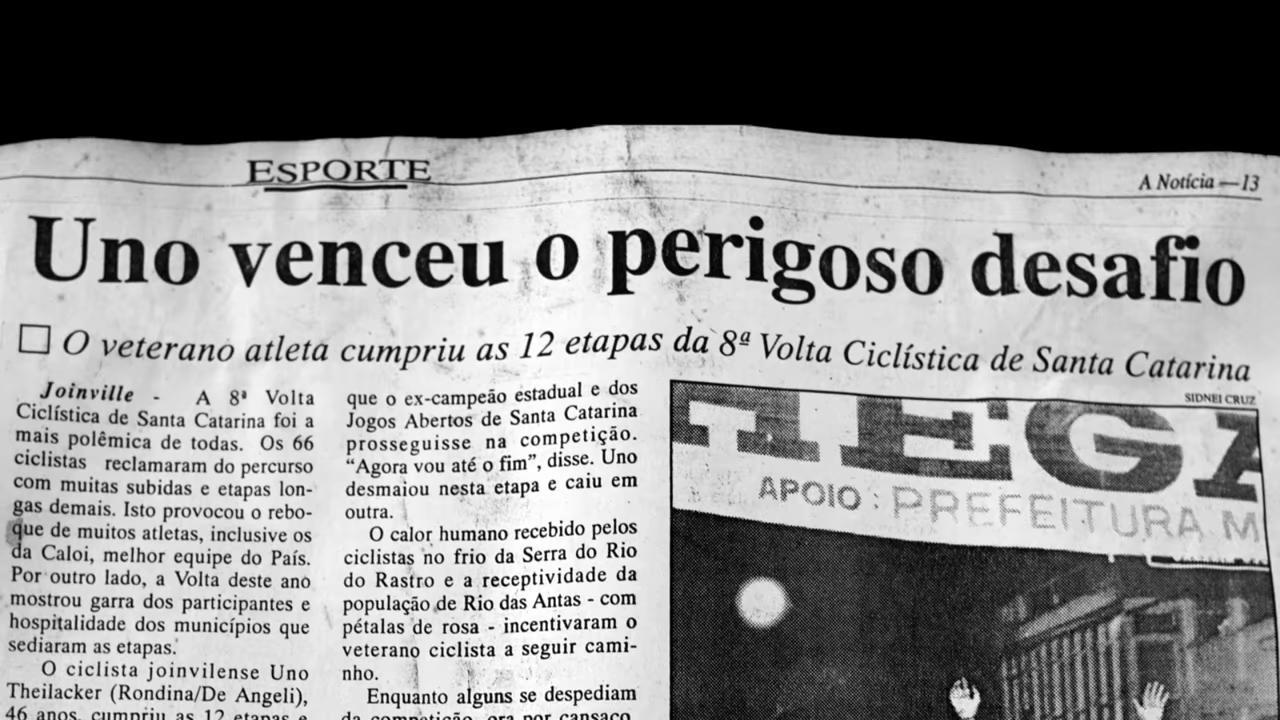 ESPORTE
A Notícia — 13
Uno venceu o perigoso desafio
O veterano atleta cumpriu as 12 etapas da 8ª Volta Ciclística de Santa Catarina
Joinville - A 8ª Volta
Ciclística de Santa Catarina foi a
mais polêmica de todas. Os 66
ciclistas reclamaram do percurso
com muitas subidas e etapas lon-
gas demais. Isto provocou o rebo-
que de muitos atletas, inclusive os
da Caloi, melhor equipe do País.
Por outro lado, a Volta deste ano
mostrou garra dos participantes e
hospitalidade dos municípios que
sediaram as etapas.
O ciclista joinvilense Uno
Theilacker (Rondina/De Angeli),
46 anos, cumpriu as 12 etapas e
que o ex-campeão estadual e dos
Jogos Abertos de Santa Catarina
prosseguisse na competição.
“Agora vou até o fim”, disse. Uno
desmaiou nesta etapa e caiu em
outra.
O calor humano recebido pelos
ciclistas no frio da Serra do Rio
do Rastro e a receptividade da
população de Rio das Antas - com
pétalas de rosa - incentivaram o
veterano ciclista a seguir cami-
nho.
Enquanto alguns se despediam
da competição, ora por cansaço,
SIDNEI CRUZ
MEGA
APOIO : PREFEITURA M